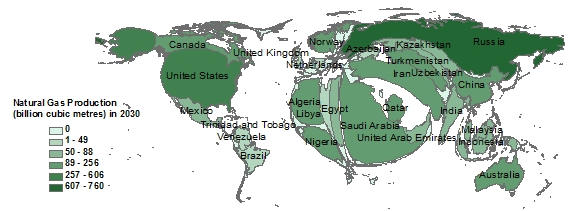 Norway
Russia
Canada
United Kingdom
Azerbaijan
Kazakhstan
Netherlands
Turkmenistan
United States
Iran
Uzbekistan
China
Natural Gas Production
(billion cubic metres) in 2030
0
1 - 49
50 - 88
89 - 256
257 - 606
607 - 760
Mexico
Algeria
Libya
Egypt
Qatar
India
Trinidad and Tobago
Saudi Arabia
Malaysia
Venezuela
Nigeria
United Arab Emirates
Indonesia
Brazil
Australia